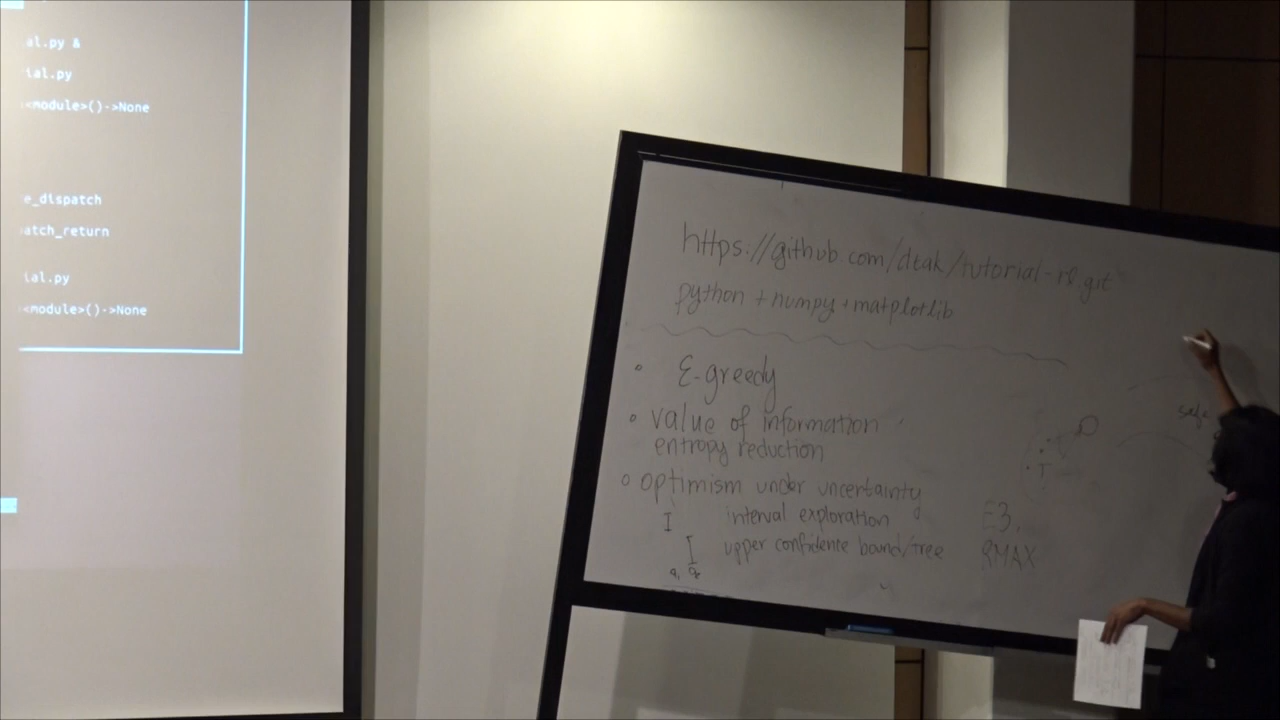 al.py &
ial.py
<module>()->None
e_dispatch
atch_return
ial.py
<module>()->None
https://github.com/dtak/tutorial-rl.git
python + numpy + matplotlib
ε-greedy
value of information
entropy reduction
optimism under uncertainty
interval exploration E3,
upper confidence bound/tree RMAX
safe